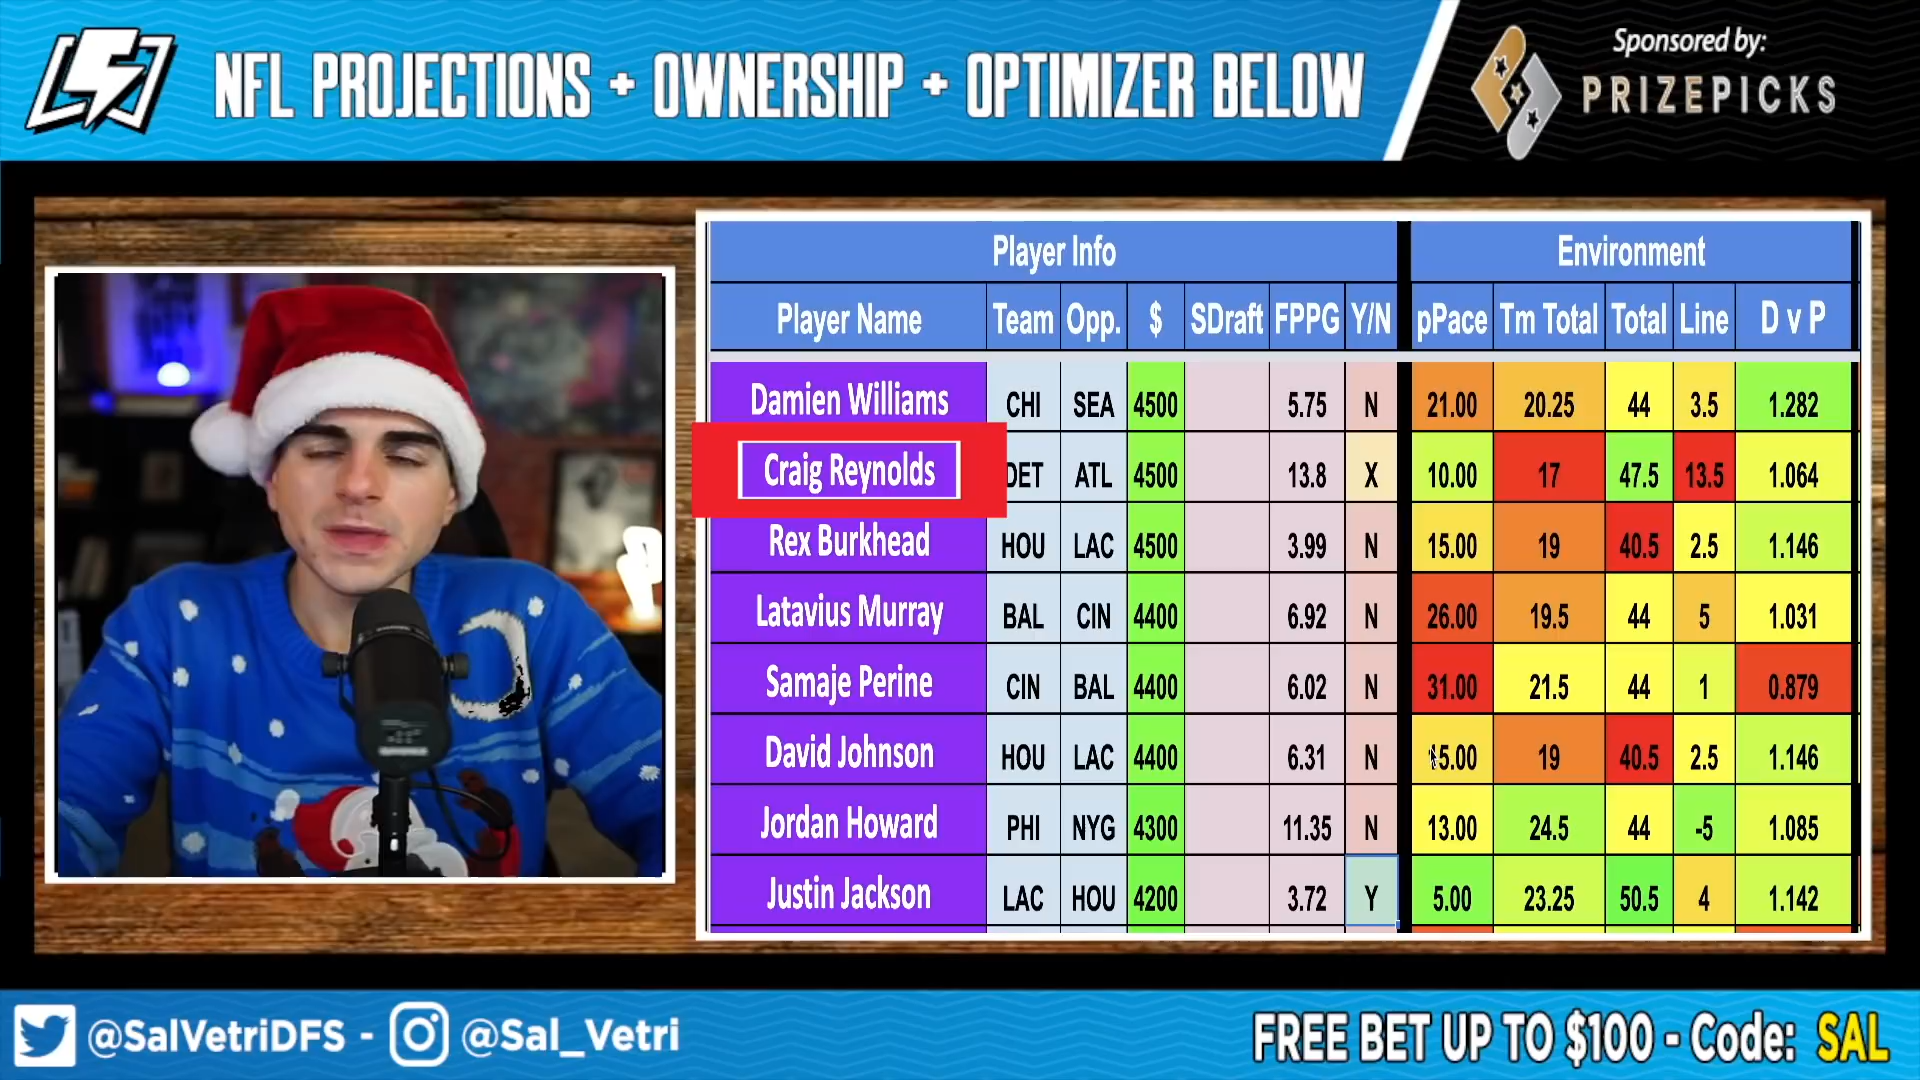 NFL PROJECTIONS + OWNERSHIP + OPTIMIZER BELOW
Sponsored by:
PRIZEPICKS
Player Info Environment
Player Name Team Opp. $ SDraft FPPG Y/N pPace Tm Total Total Line D v P
Damien Williams CHI SEA 4500 5.75 N 21.00 20.25 44 3.5 1.282
Craig Reynolds DET ATL 4500 13.8 X 10.00 17 47.5 13.5 1.064
Rex Burkhead HOU LAC 4500 3.99 N 15.00 19 40.5 2.5 1.146
Latavius Murray BAL CIN 4400 6.92 N 26.00 19.5 44 5 1.031
Samaje Perine CIN BAL 4400 6.02 N 31.00 21.5 44 1 0.879
David Johnson HOU LAC 4400 6.31 N 15.00 19 40.5 2.5 1.146
Jordan Howard PHI NYG 4300 11.35 N 13.00 24.5 44 -5 1.085
Justin Jackson LAC HOU 4200 3.72 Y 5.00 23.25 50.5 4 1.142
@SalVetriDFS - @Sal_Vetri
FREE BET UP TO $100 - Code: SAL